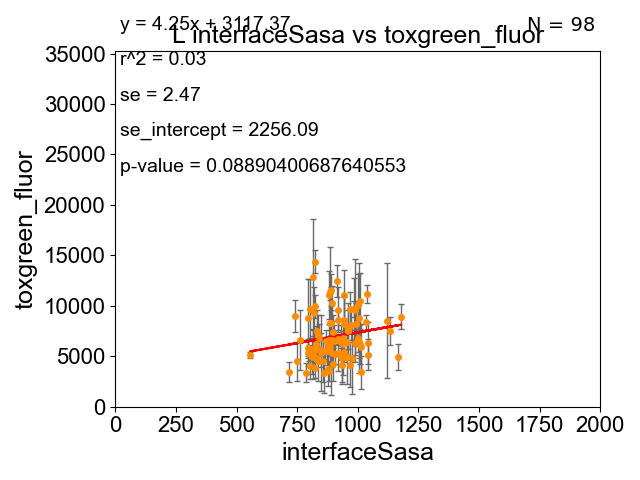 y = 4.25x + 3117.37
N = 98
L interfaceSasa vs toxgreen_fluor
r^2 = 0.03
se = 2.47
se_intercept = 2256.09
p-value = 0.08890400687640553
35000
30000
25000
20000
15000
10000
5000
0
toxgreen_fluor
0 250 500 750 1000 1250 1500 1750 2000
interfaceSasa